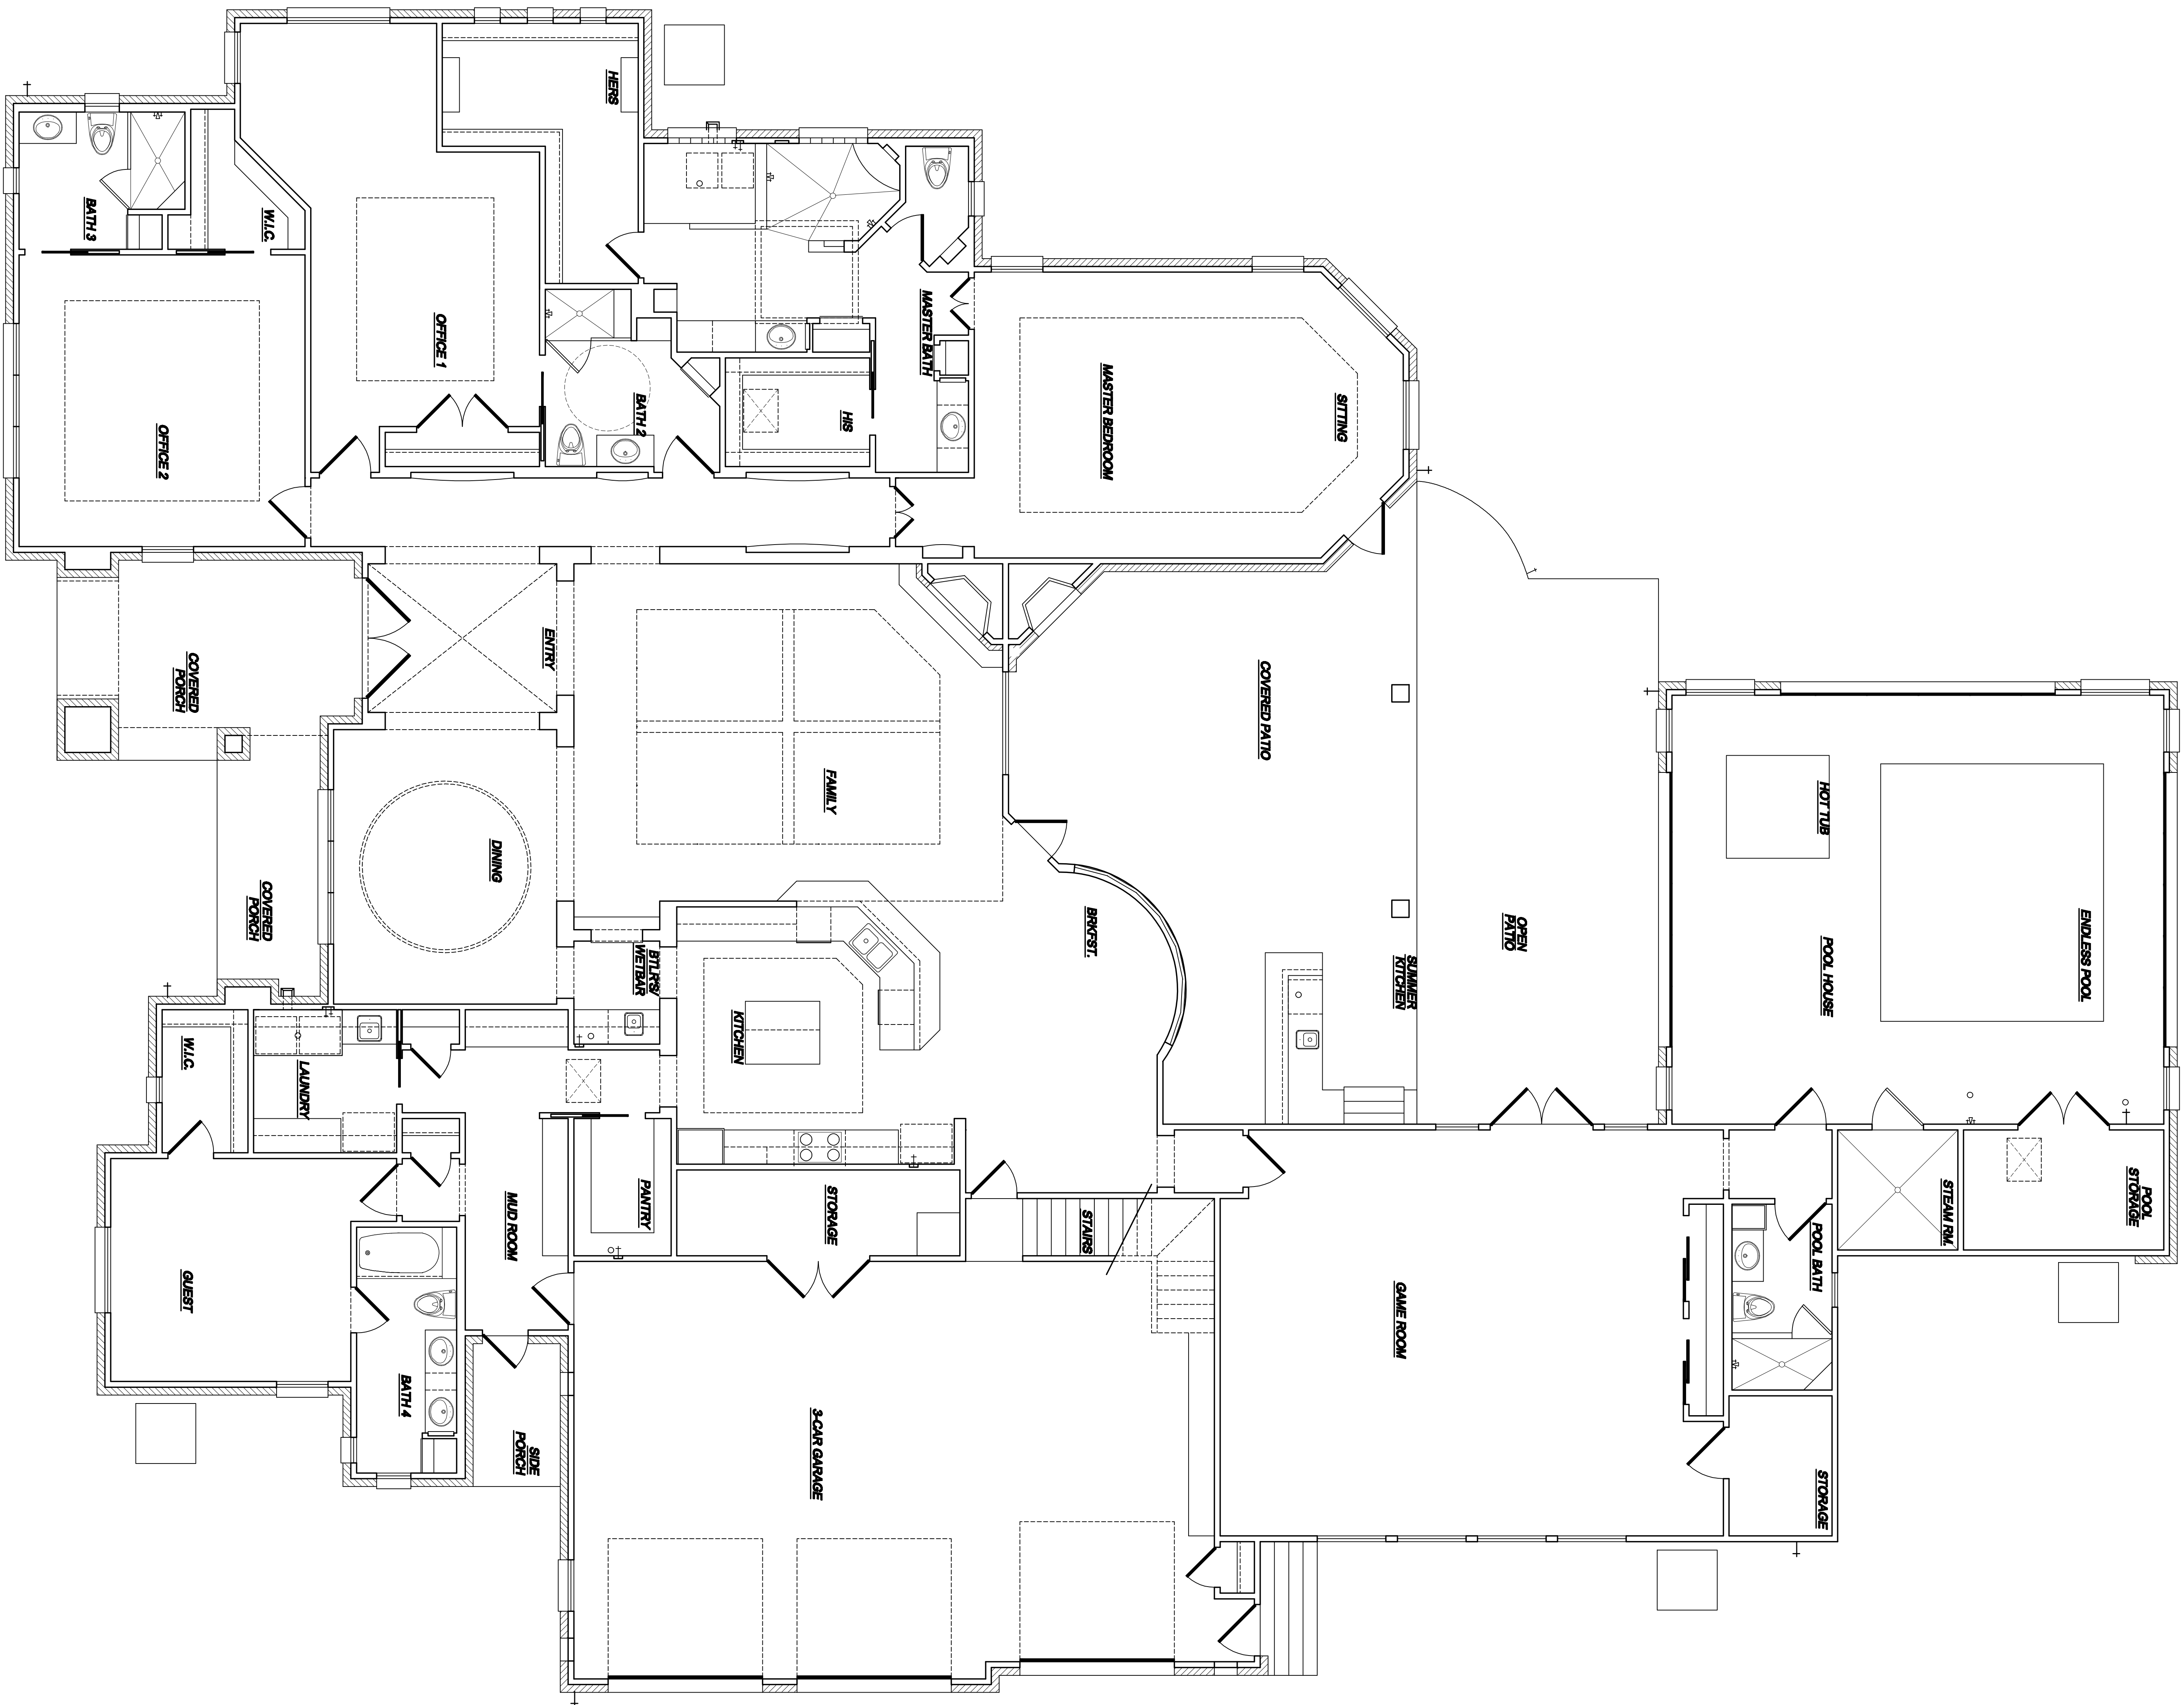 HERS
BATH 3
W.I.C.
OFFICE 1
OFFICE 2
BATH 2
HIS
MASTER BATH
MASTER BEDROOM
SITTING
COVERED
PORCH
ENTRY
FAMILY
COVERED PATIO
HOT TUB
DINING
COVERED
PORCH
BTLRS/
WETBAR
KITCHEN
BRKFST.
SUMMER
KITCHEN
OPEN
PATIO
POOL HOUSE
ENDLESS POOL
W.I.C.
LAUNDRY
MUD ROOM
PANTRY
STORAGE
STAIRS
GAME ROOM
POOL BATH
STEAM RM.
POOL
STORAGE
GUEST
BATH 4
SIDE
PORCH
3-CAR GARAGE
STORAGE